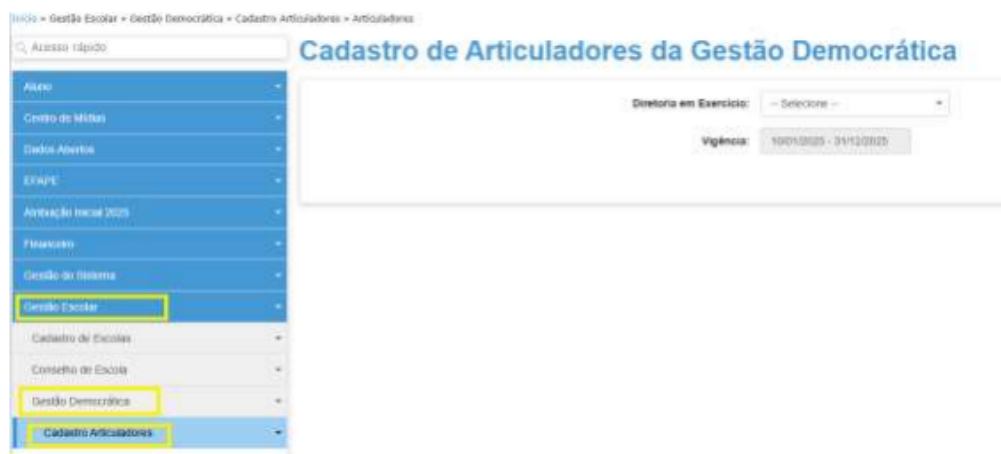 Início » Gestão Escolar » Gestão Democrática » Cadastro Articuladores » Articuladores
Acesso rápido
Cadastro de Articuladores da Gestão Democrática
Aluno
Centro de Mídias
Dados Abertos
EFAPE
Atribuição Inicial 2025
Financeiro
Gestão do Sistema
Gestão Escolar
Cadastro de Escolas
Conselho de Escola
Gestão Democrática
Cadastro Articuladores
Diretoria em Exercício: -- Selecione --
Vigência: 10/01/2025 - 31/12/2025